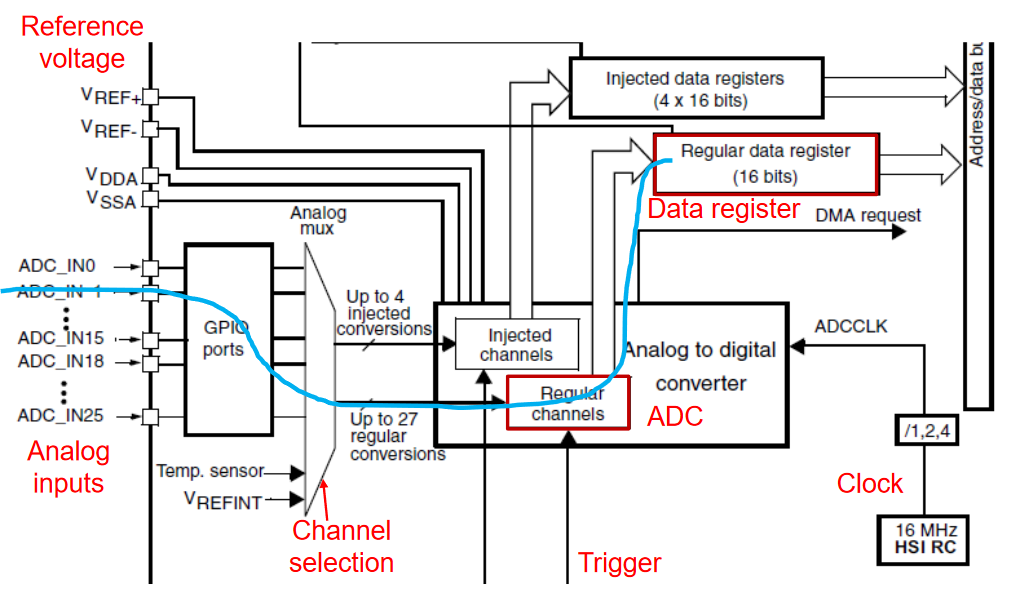 Reference
voltage
VREF+
VREF-
VDDA
VSSA
Injected data registers
(4 x 16 bits)
Address/data bu
Regular data register
(16 bits)
Data register
DMA request
Analog
mux
ADC_IN0
ADC_IN 1
ADC_IN15
ADC_IN18
ADC_IN25
GPIO
ports
Up to 4
injected
conversions
Injected
channels
Analog to digital
converter
ADCCLK
Regular
channels
ADC
Up to 27
regular
conversions
/1,2,4
Analog
inputs
Temp. sensor
VREFINT
Clock
Channel
selection
16 MHz
HSI RC
Trigger